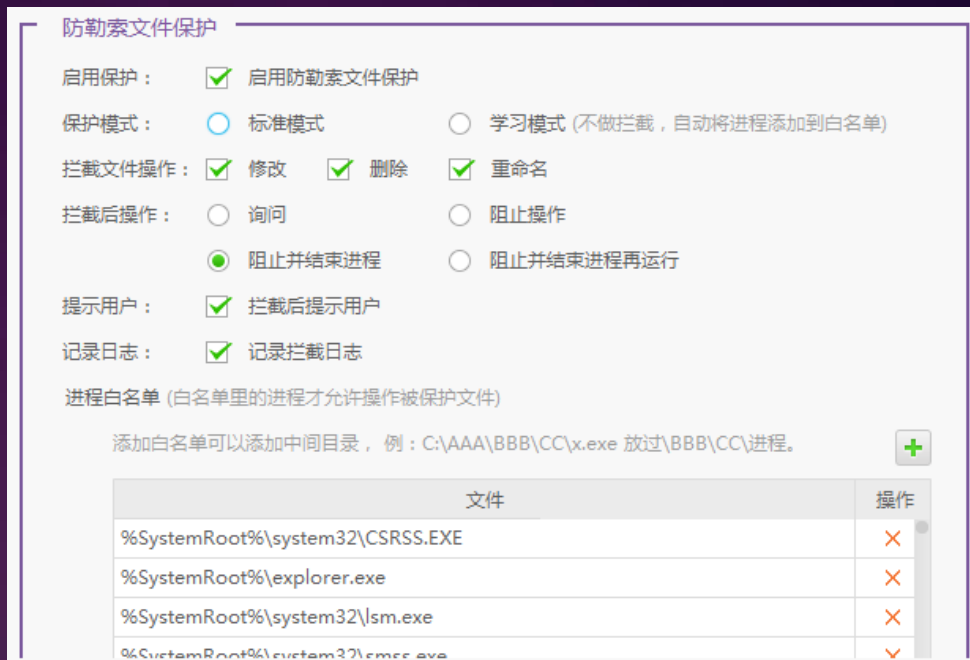 防勒索文件保护
启用保护： 启用防勒索文件保护
保护模式： 标准模式 学习模式 (不做拦截，自动将进程添加到白名单)
拦截文件操作： 修改 删除 重命名
拦截后操作： 询问 阻止操作
阻止并结束进程 阻止并结束进程再运行
提示用户： 拦截后提示用户
记录日志： 记录拦截日志
进程白名单 (白名单里的进程才允许操作被保护文件)
添加白名单可以添加中间目录， 例：C:\AAA\BBB\CC\x.exe 放过\BBB\CC\进程。
文件 操作
%SystemRoot%\system32\CSRSS.EXE
%SystemRoot%\explorer.exe
%SystemRoot%\system32\lsm.exe
%SystemRoot%\system32\smss.exe